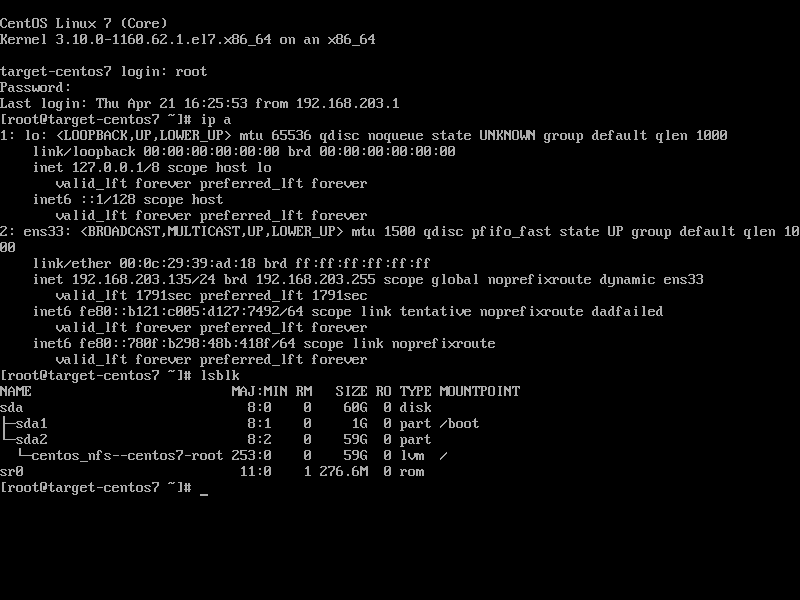 CentOS Linux 7 (Core)
Kernel 3.10.0-1160.62.1.el7.x86_64 on an x86_64
target-centos7 login: root
Password:
Last login: Thu Apr 21 16:25:53 from 192.168.203.1
[root@target-centos7 ~]# ip a
1: lo: <LOOPBACK,UP,LOWER_UP> mtu 65536 qdisc noqueue state UNKNOWN group default qlen 1000
    link/loopback 00:00:00:00:00:00 brd 00:00:00:00:00:00
    inet 127.0.0.1/8 scope host lo
       valid_lft forever preferred_lft forever
    inet6 ::1/128 scope host
       valid_lft forever preferred_lft forever
2: ens33: <BROADCAST,MULTICAST,UP,LOWER_UP> mtu 1500 qdisc pfifo_fast state UP group default qlen 10
00
    link/ether 00:0c:29:39:ad:18 brd ff:ff:ff:ff:ff:ff
    inet 192.168.203.135/24 brd 192.168.203.255 scope global noprefixroute dynamic ens33
       valid_lft 1791sec preferred_lft 1791sec
    inet6 fe80::b121:c005:d127:7492/64 scope link tentative noprefixroute dadfailed
       valid_lft forever preferred_lft forever
    inet6 fe80::780f:b298:48b:418f/64 scope link noprefixroute
       valid_lft forever preferred_lft forever
[root@target-centos7 ~]# lsblk
NAME                         MAJ:MIN RM   SIZE RO TYPE MOUNTPOINT
sda                            8:0    0    60G  0 disk
├─sda1                         8:1    0     1G  0 part /boot
└─sda2                         8:2    0    59G  0 part
  └─centos_nfs--centos7-root 253:0    0    59G  0 lvm  /
sr0                           11:0    1 276.6M  0 rom
[root@target-centos7 ~]# _